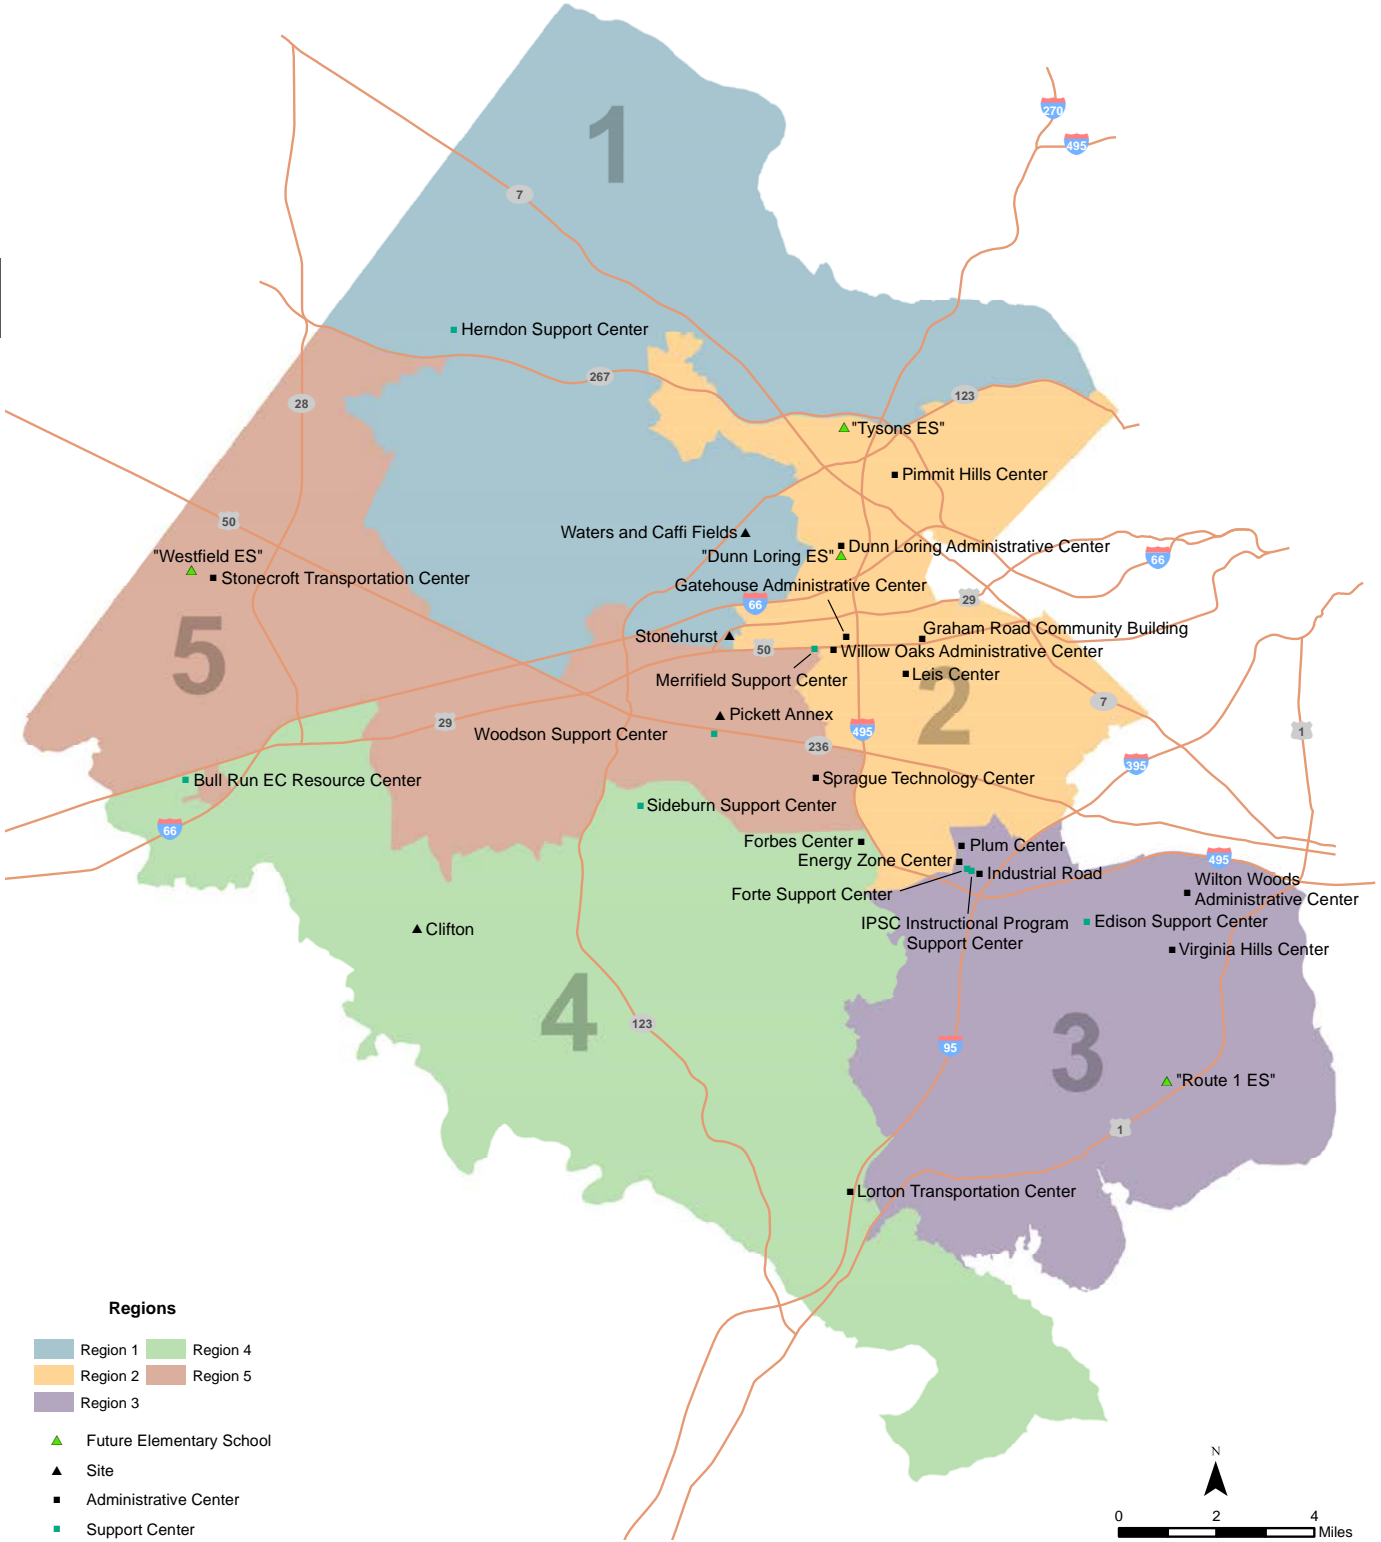 1
270
495
7
Herndon Support Center
267
123
28
"Tysons ES"
Pimmit Hills Center
50
Waters and Caffi Fields
"Westfield ES"
"Dunn Loring ES"
Dunn Loring Administrative Center
66
Stonecroft Transportation Center
Gatehouse Administrative Center
66
29
Graham Road Community Building
Stonehurst
50
Willow Oaks Administrative Center
5
Merrifield Support Center
Leis Center
2
7
Pickett Annex
29
Woodson Support Center
495
236
1
395
Bull Run EC Resource Center
Sprague Technology Center
Sideburn Support Center
66
Forbes Center
Plum Center
Energy Zone Center
495
Industrial Road
Wilton Woods
Administrative Center
Forte Support Center
IPSC Instructional Program
Support Center
Edison Support Center
Clifton
Virginia Hills Center
4
123
95
3
"Route 1 ES"
1
Lorton Transportation Center
Regions
Region 1
Region 4
Region 2
Region 5
Region 3
Future Elementary School
Site
Administrative Center
Support Center
N
0 2 4
Miles